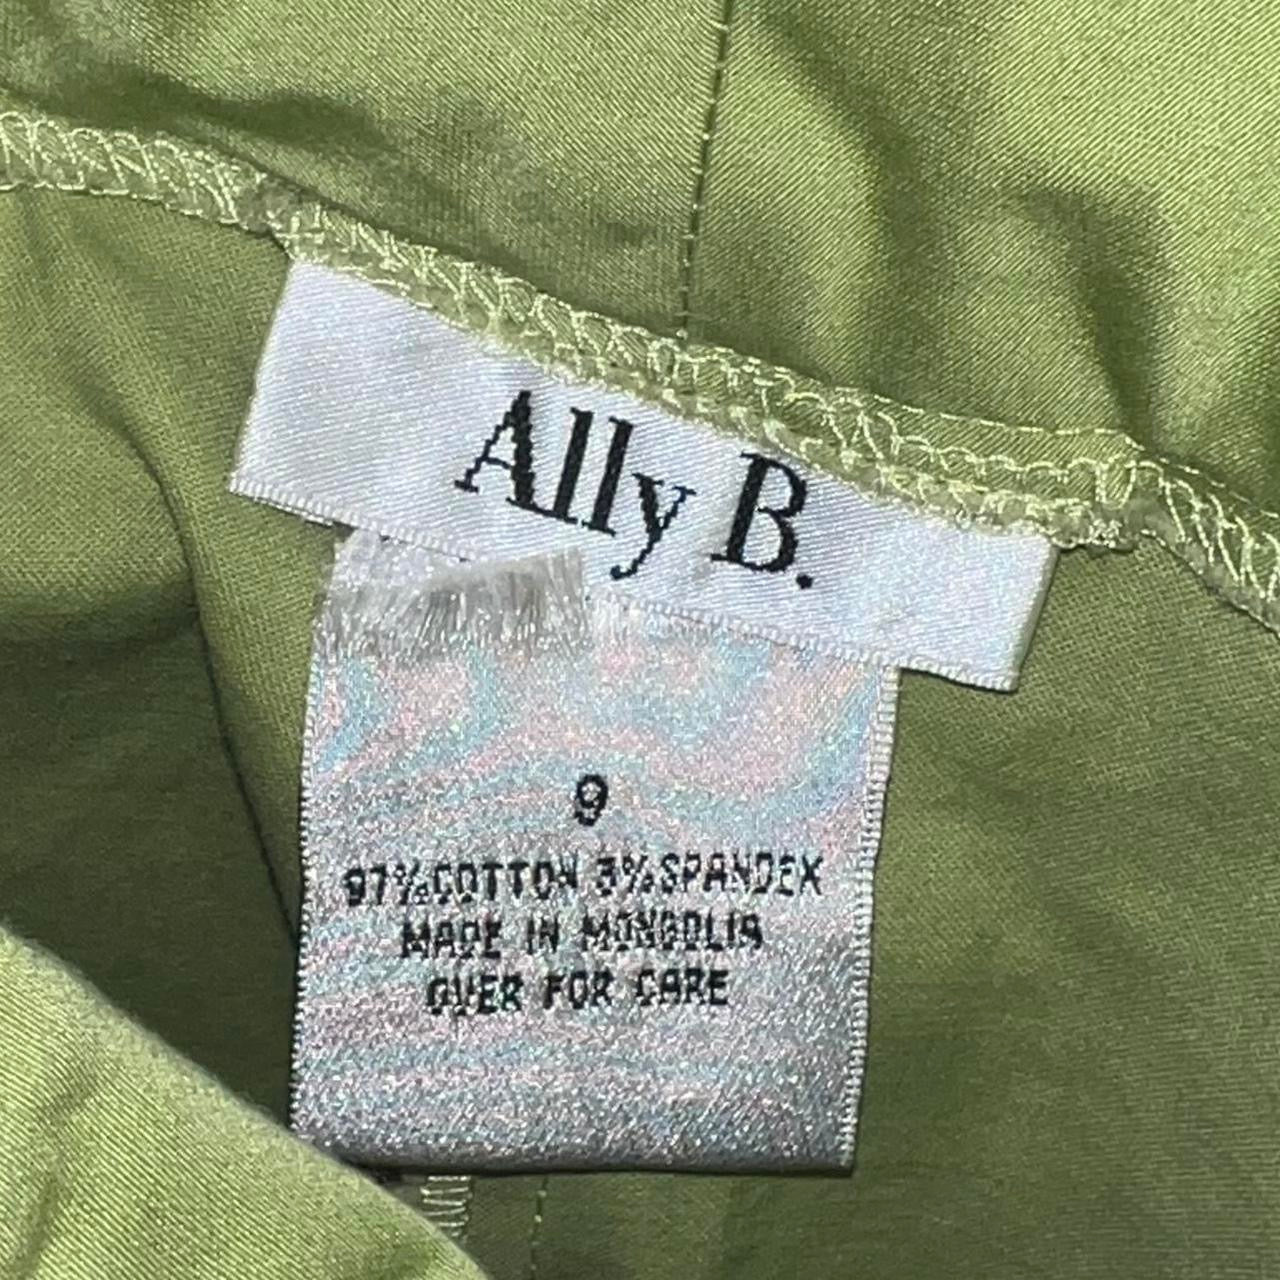 Ally B.
9
97% COTTON 3% SPANDEX
MADE IN MONGOLIA
OVER FOR CARE